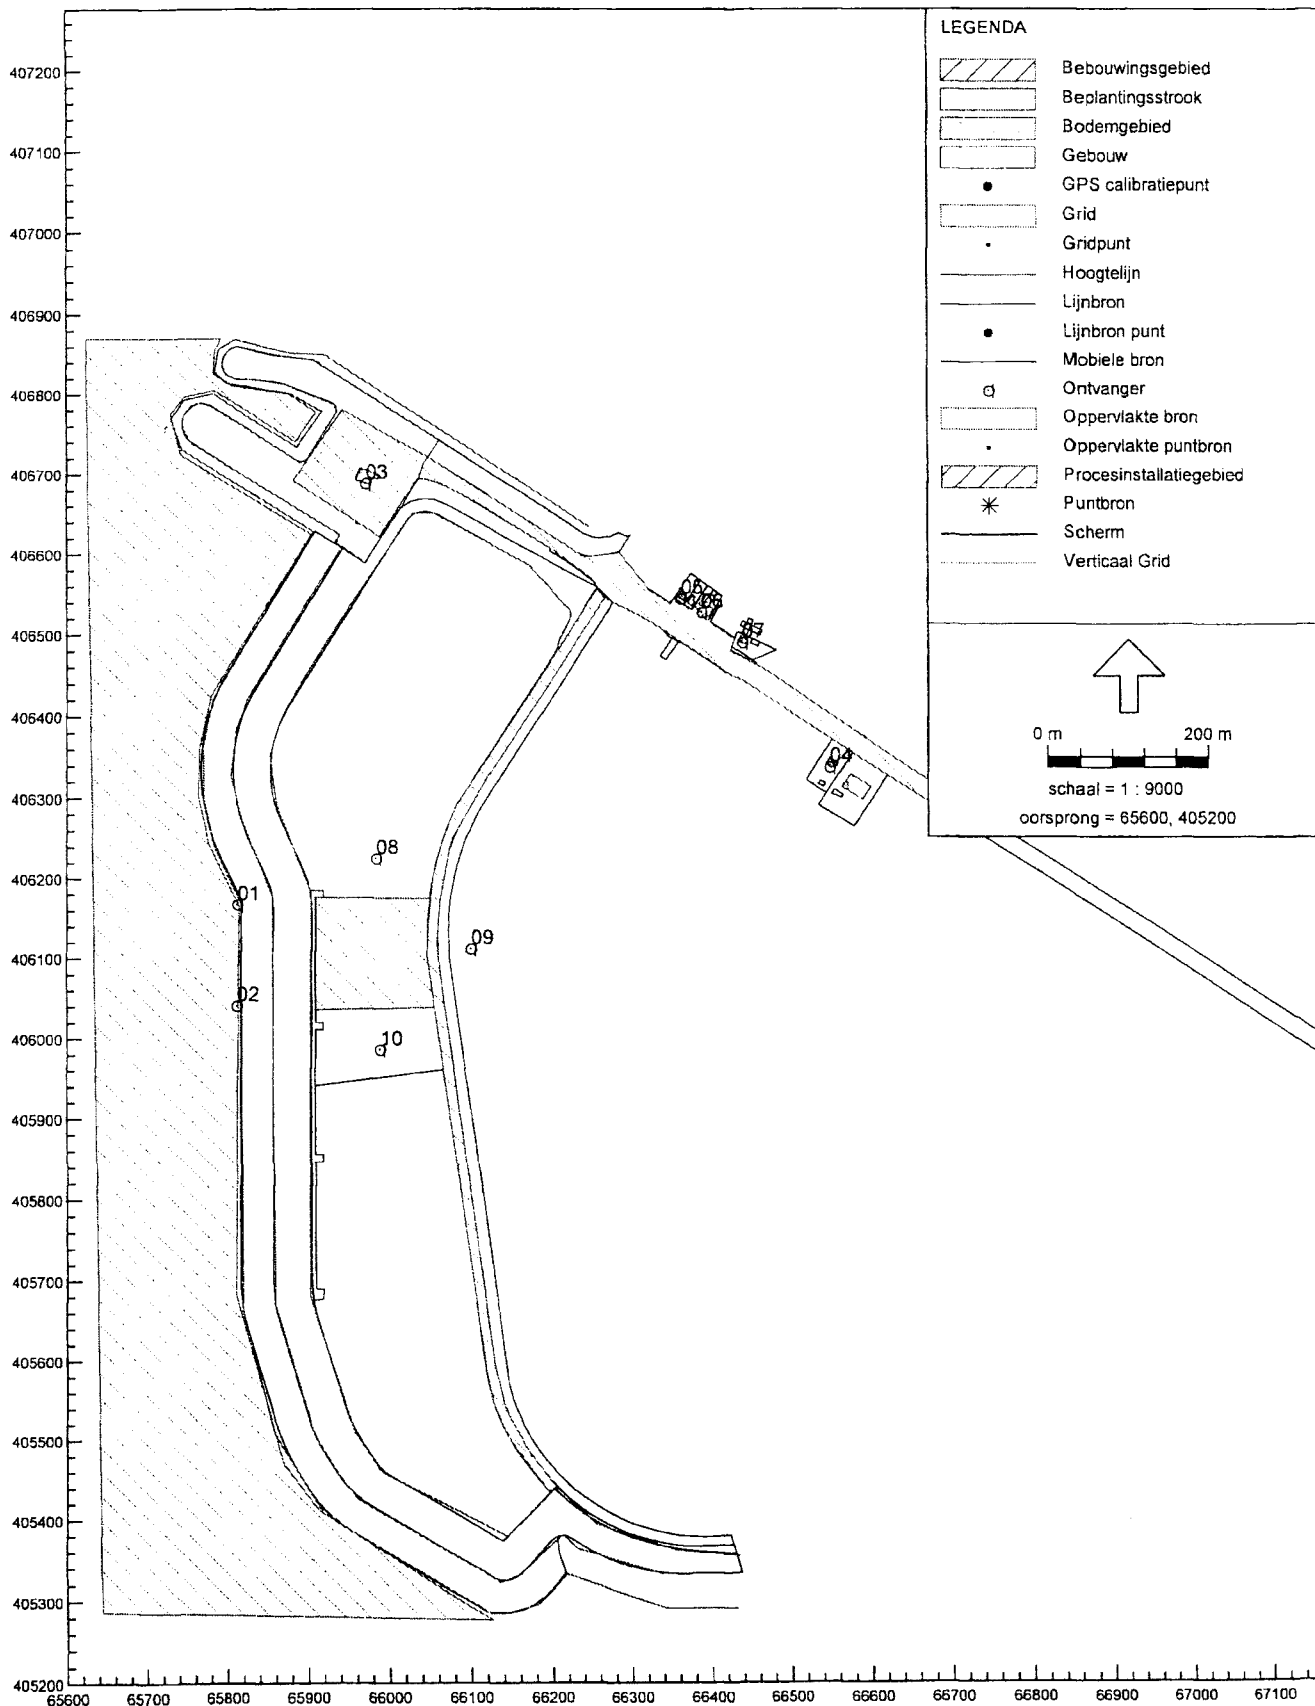 LEGENDA
Bebouwingsgebied
Beplantingsstrook
Bodemgebied
Gebouw
GPS calibratiepunt
Grid
Gridpunt
Hoogtelijn
Lijnbron
Lijnbron punt
Mobiele bron
Ontvanger
Oppervlakte bron
Oppervlakte puntbron
Procesinstallatiegebied
Puntbron
Scherm
Verticaal Grid
0 m 200 m
schaal = 1 : 9000
oorsprong = 65600, 405200
407200
407100
407000
406900
406800
406700
406600
406500
406400
406300
406200
406100
406000
405900
405800
405700
405600
405500
405400
405300
405200
03
05
06
04
08
01
09
02
10
65600 65700 65800 65900 66000 66100 66200 66300 66400 66500 66600 66700 66800 66900 67000 67100